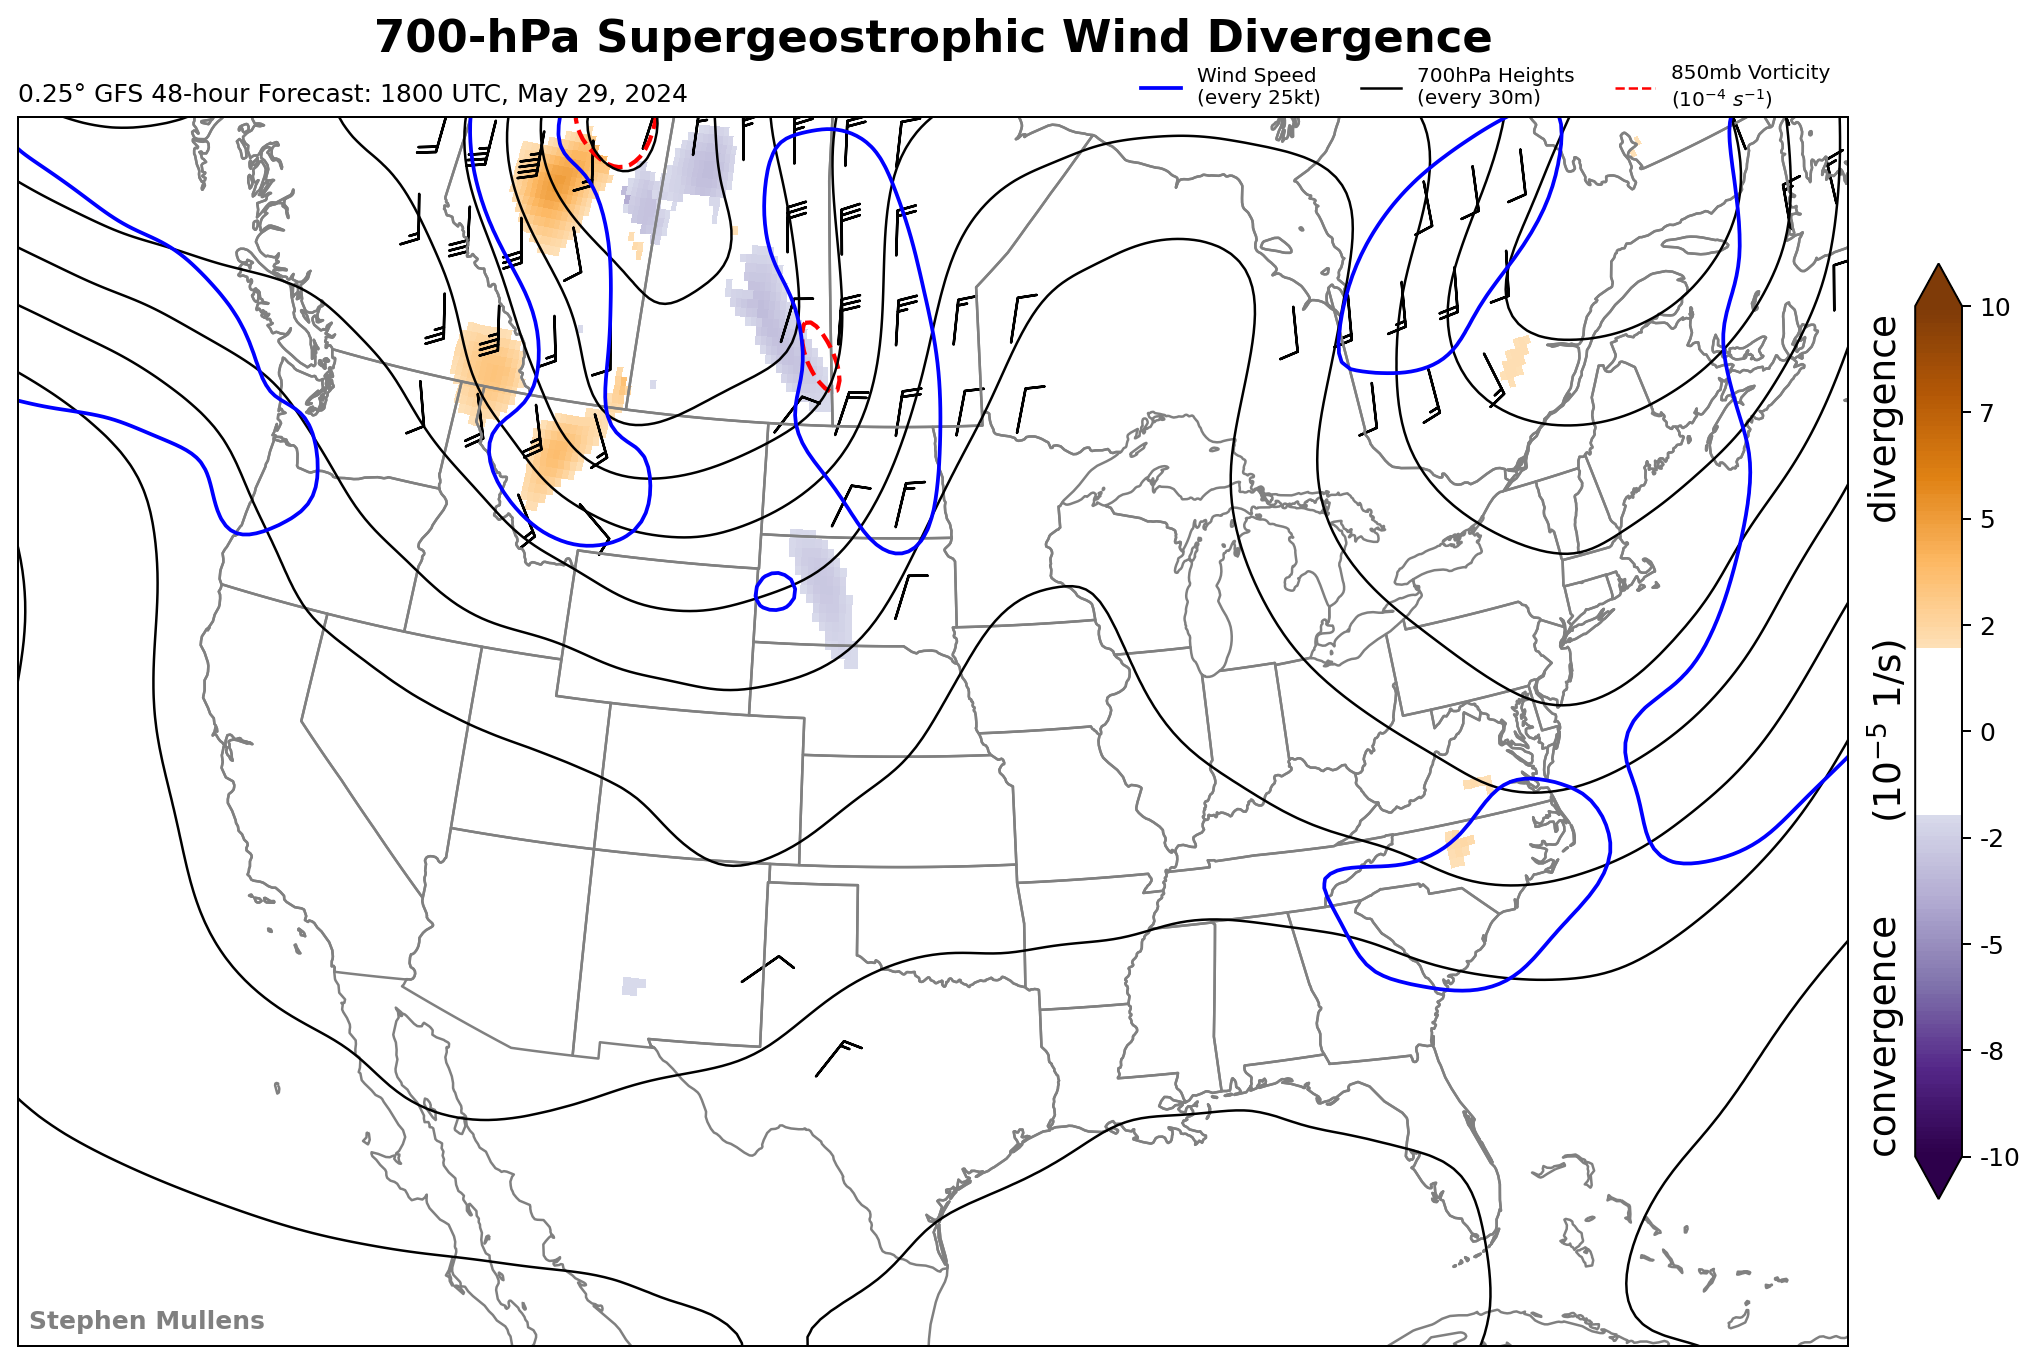 700-hPa Supergeostrophic Wind Divergence
0.25° GFS 48-hour Forecast: 1800 UTC, May 29, 2024
Wind Speed
(every 25kt)
700hPa Heights
(every 30m)
850mb Vorticity
(10⁻⁴ s⁻¹)
10
7
5
2
0
-2
-5
-8
-10
convergence (10⁻⁵ 1/s) divergence
Stephen Mullens